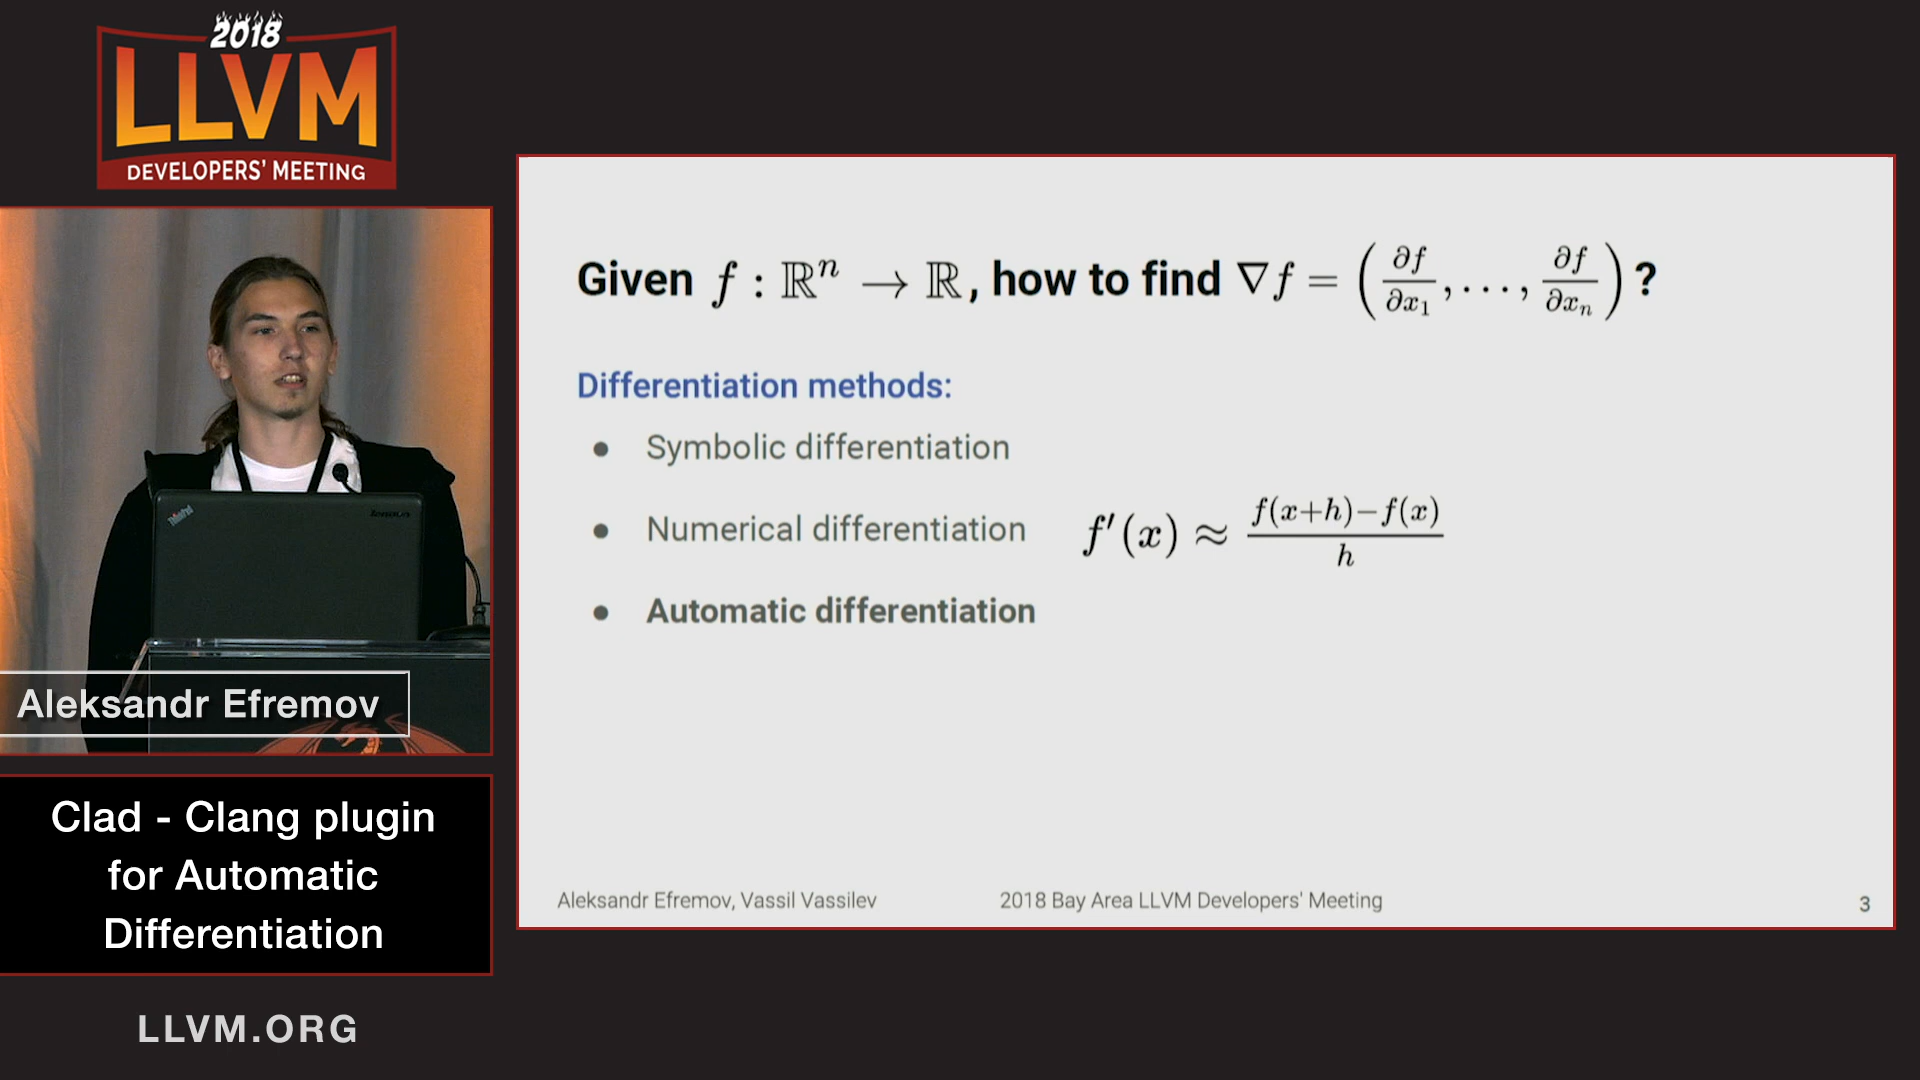 2018
LLVM
DEVELOPERS' MEETING
ThinkPad
lenovo
Aleksandr Efremov
Clad - Clang plugin
for Automatic
Differentiation
LLVM.ORG
Given f : ℝⁿ → ℝ, how to find ∇f = (∂f/∂x₁, ..., ∂f/∂xₙ) ?
Differentiation methods:
● Symbolic differentiation
● Numerical differentiation f′(x) ≈ f(x+h)−f(x)/h
● Automatic differentiation
Aleksandr Efremov, Vassil Vassilev 2018 Bay Area LLVM Developers' Meeting 3